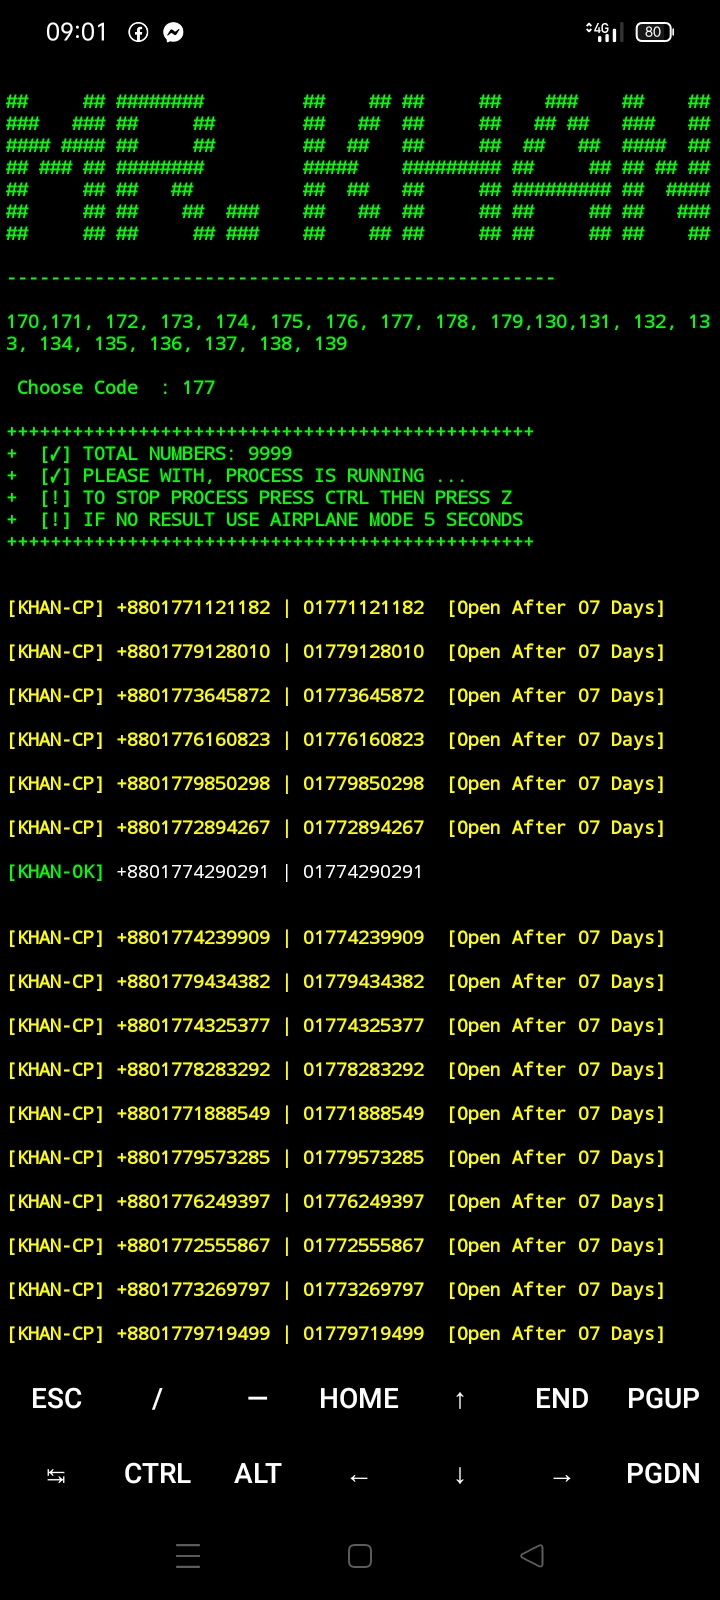 09:01 4G 80
MR. KHAN
--------------------------------------------------
170,171, 172, 173, 174, 175, 176, 177, 178, 179,130,131, 132, 13
3, 134, 135, 136, 137, 138, 139
Choose Code : 177
++++++++++++++++++++++++++++++++++++++++++++++++
+ [✓] TOTAL NUMBERS: 9999
+ [✓] PLEASE WITH, PROCESS IS RUNNING ...
+ [!] TO STOP PROCESS PRESS CTRL THEN PRESS Z
+ [!] IF NO RESULT USE AIRPLANE MODE 5 SECONDS
++++++++++++++++++++++++++++++++++++++++++++++++
[KHAN-CP] +8801771121182 | 01771121182 [Open After 07 Days]
[KHAN-CP] +8801779128010 | 01779128010 [Open After 07 Days]
[KHAN-CP] +8801773645872 | 01773645872 [Open After 07 Days]
[KHAN-CP] +8801776160823 | 01776160823 [Open After 07 Days]
[KHAN-CP] +8801779850298 | 01779850298 [Open After 07 Days]
[KHAN-CP] +8801772894267 | 01772894267 [Open After 07 Days]
[KHAN-OK] +8801774290291 | 01774290291
[KHAN-CP] +8801774239909 | 01774239909 [Open After 07 Days]
[KHAN-CP] +8801779434382 | 01779434382 [Open After 07 Days]
[KHAN-CP] +8801774325377 | 01774325377 [Open After 07 Days]
[KHAN-CP] +8801778283292 | 01778283292 [Open After 07 Days]
[KHAN-CP] +8801771888549 | 01771888549 [Open After 07 Days]
[KHAN-CP] +8801779573285 | 01779573285 [Open After 07 Days]
[KHAN-CP] +8801776249397 | 01776249397 [Open After 07 Days]
[KHAN-CP] +8801772555867 | 01772555867 [Open After 07 Days]
[KHAN-CP] +8801773269797 | 01773269797 [Open After 07 Days]
[KHAN-CP] +8801779719499 | 01779719499 [Open After 07 Days]
ESC / — HOME ↑ END PGUP
↹ CTRL ALT ← ↓ → PGDN